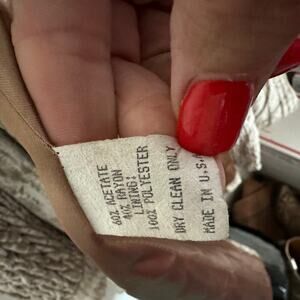 60% ACETATE
40% RAYON
LINING:
100% POLYESTER
DRY CLEAN ONLY
MADE IN U.S.